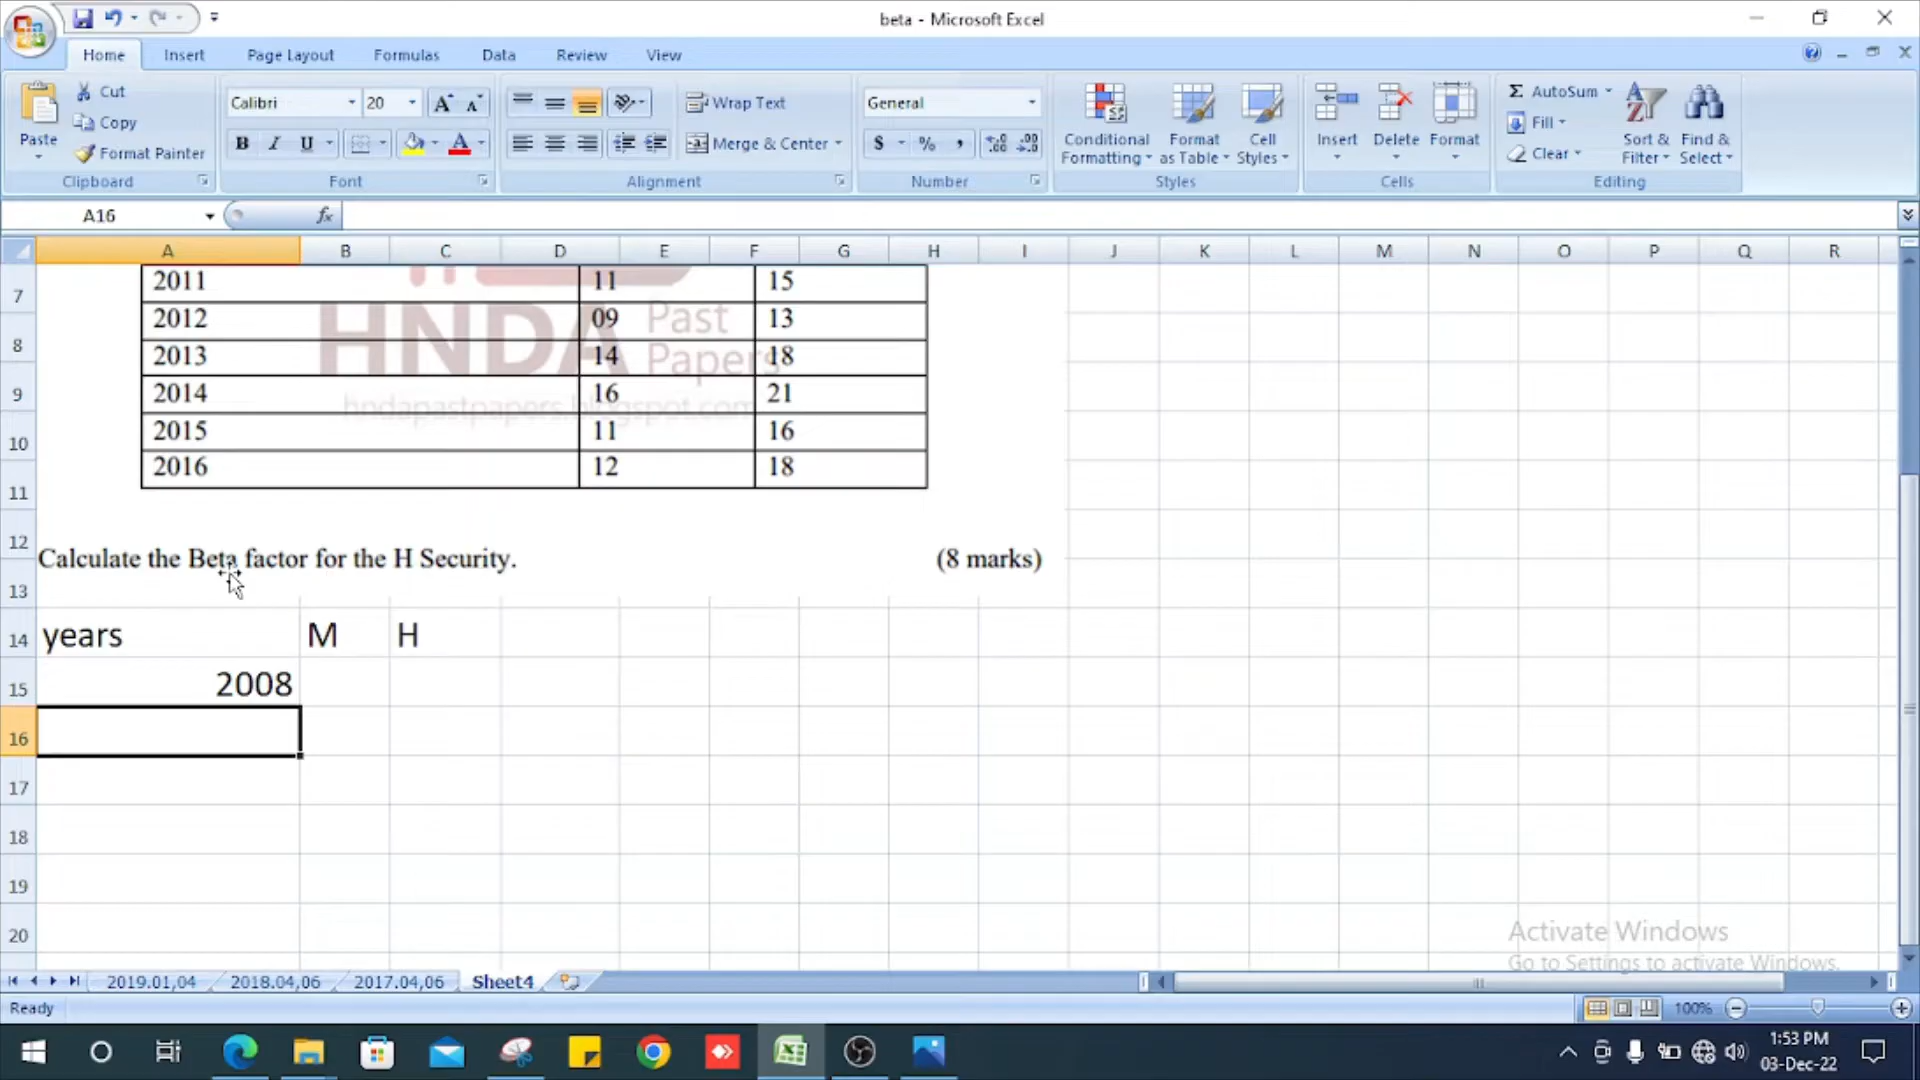 beta - Microsoft Excel
Home Insert Page Layout Formulas Data Review View
Paste
Cut
Copy
Format Painter
Clipboard
Calibri 20
B I U
Font
Wrap Text
Merge & Center
Alignment
General
$ % ,
Number
Conditional Formatting
Format as Table
Cell Styles
Styles
Insert Delete Format
Cells
Σ AutoSum
Fill
Clear
Sort & Filter
Find & Select
Editing
A16 fx
A B C D E F G H I J K L M N O P Q R
7
8
9
10
11
12
13
14
15
16
17
18
19
20
2011 11 15
2012 09 13
2013 14 18
2014 16 21
2015 11 16
2016 12 18
HNDA Past Papers
hndapastpapers.blogspot.com
Calculate the Beta factor for the H Security. (8 marks)
years M H
2008
Activate Windows
Go to Settings to activate Windows.
2019.01,04 2018.04,06 2017.04,06 Sheet4
Ready 100%
1:53 PM
03-Dec-22